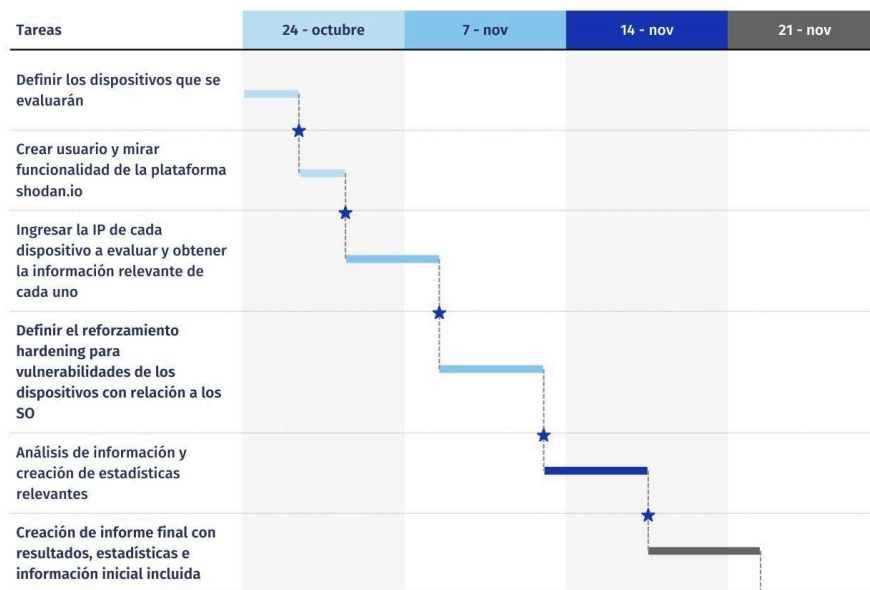 Tareas
24 - octubre
7 - nov
14 - nov
21 - nov
Definir los dispositivos que se
evaluarán
Crear usuario y mirar
funcionalidad de la plataforma
shodan.io
Ingresar la IP de cada
dispositivo a evaluar y obtener
la información relevante de
cada uno
Definir el reforzamiento
hardening para
vulnerabilidades de los
dispositivos con relación a los
SO
Análisis de información y
creación de estadísticas
relevantes
Creación de informe final con
resultados, estadísticas e
información inicial incluida